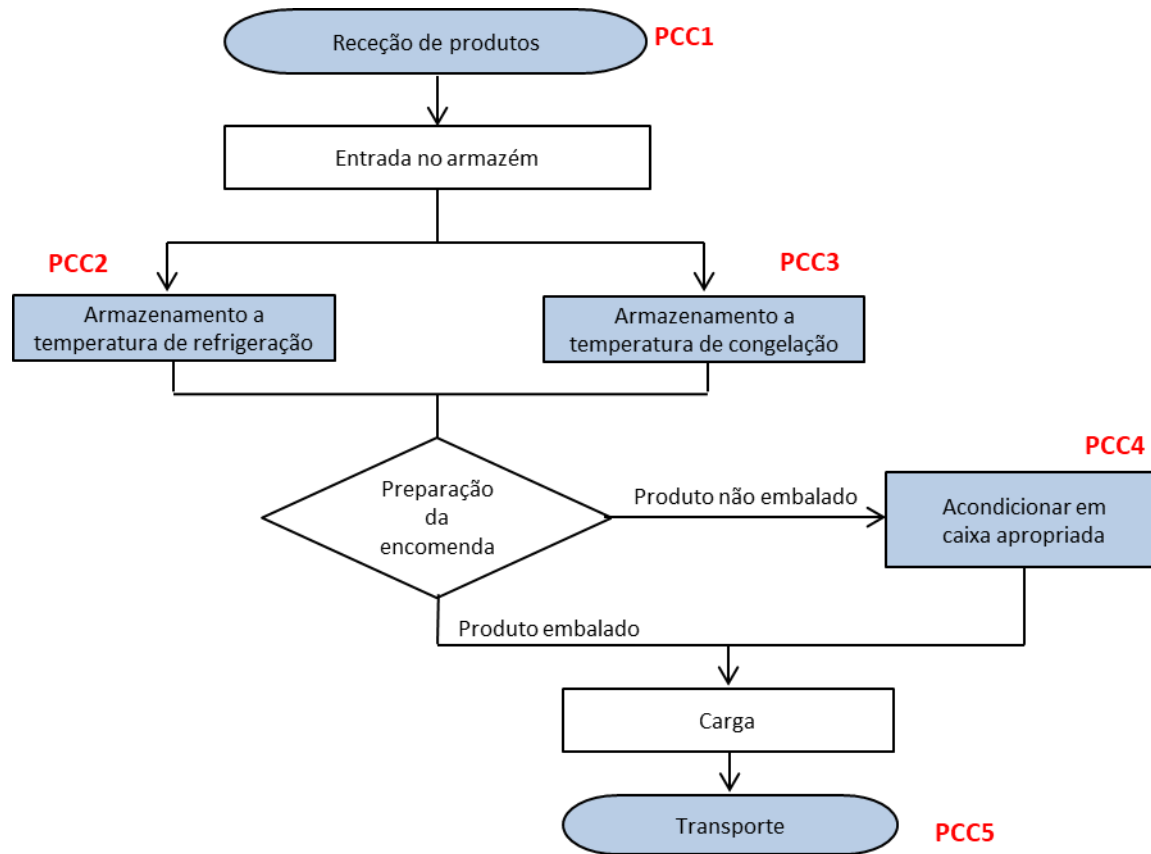 Receção de produtos
PCC1
Entrada no armazém
PCC2
PCC3
Armazenamento a
temperatura de refrigeração
Armazenamento a
temperatura de congelação
PCC4
Preparação
da
encomenda
Produto não embalado
Acondicionar em
caixa apropriada
Produto embalado
Carga
Transporte
PCC5